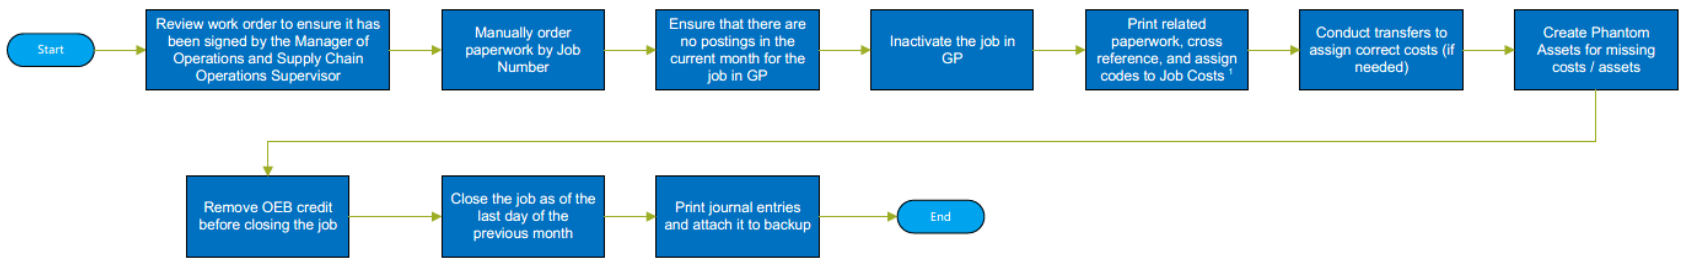 Start
Review work order to ensure it has
been signed by the Manager of
Operations and Supply Chain
Operations Supervisor
Manually order
paperwork by Job
Number
Ensure that there are
no postings in the
current month for the
job in GP
Inactivate the job in
GP
Print related
paperwork, cross
reference, and assign
codes to Job Costs ¹
Conduct transfers to
assign correct costs (if
needed)
Create Phantom
Assets for missing
costs / assets
Remove OEB credit
before closing the job
Close the job as of the
last day of the
previous month
Print journal entries
and attach it to backup
End